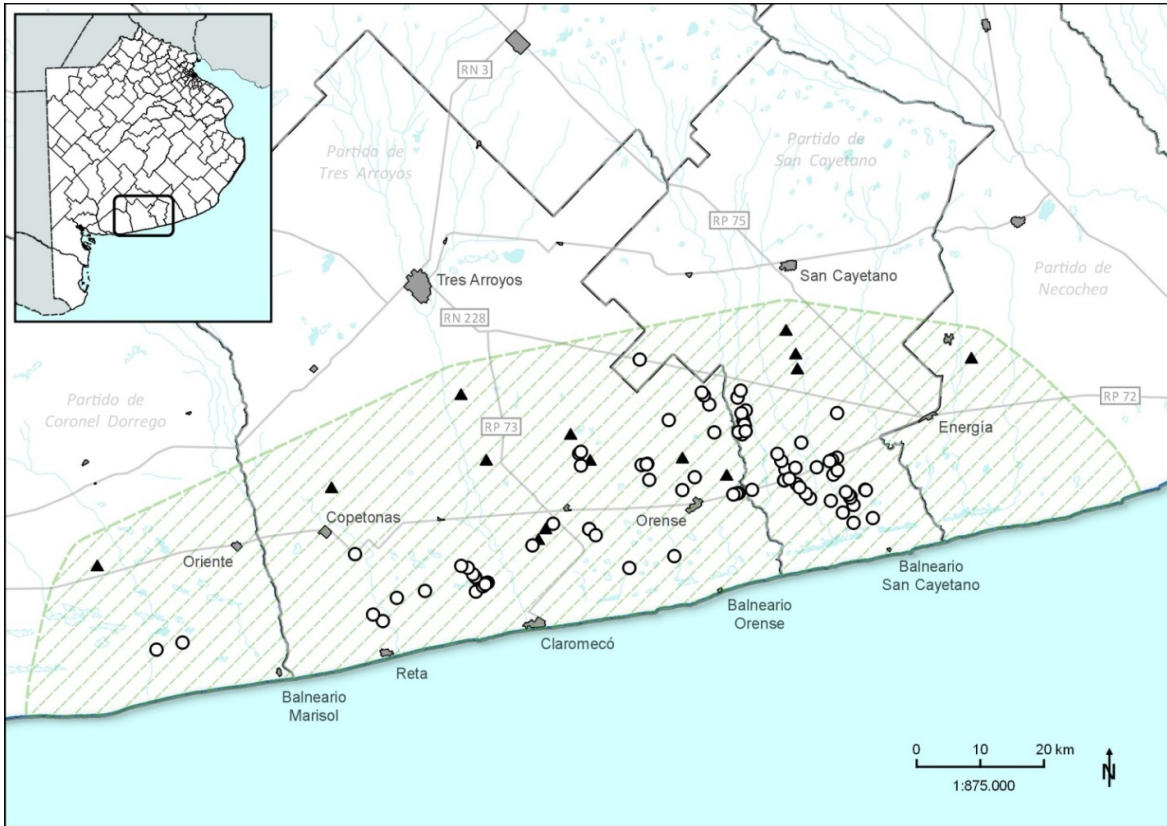 RN 3
Partido de
Tres Arroyos
Partido de
San Cayetano
RP 75
Tres Arroyos
San Cayetano
Partido de
Necochea
RN 228
Partido de
Coronel Dorrego
RP 72
RP 73
Energía
Copetonas
Orense
Oriente
Balneario
San Cayetano
Balneario
Orense
Claromecó
Reta
Balneario
Marisol
0 10 20 km
1:875.000
N